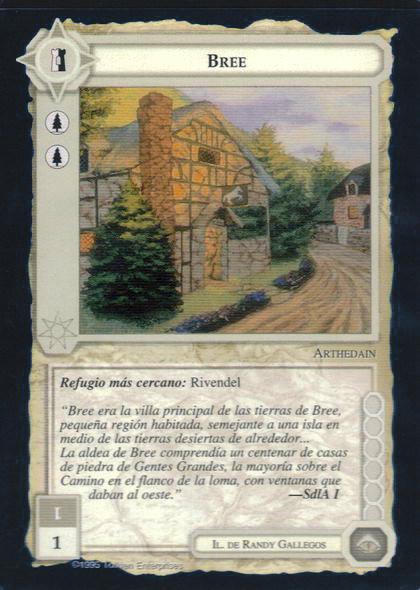 BREE
ARTHEDAIN
Refugio más cercano: Rivendel
“Bree era la villa principal de las tierras de Bree,
pequeña región habitada, semejante a una isla en
medio de las tierras desiertas de alrededor...
La aldea de Bree comprendía un centenar de casas
de piedra de Gentes Grandes, la mayoría sobre el
Camino en el flanco de la loma, con ventanas que
daban al oeste.” —SdlA I
I
1
IL. DE RANDY GALLEGOS
©1995 Tolkien Enterprises